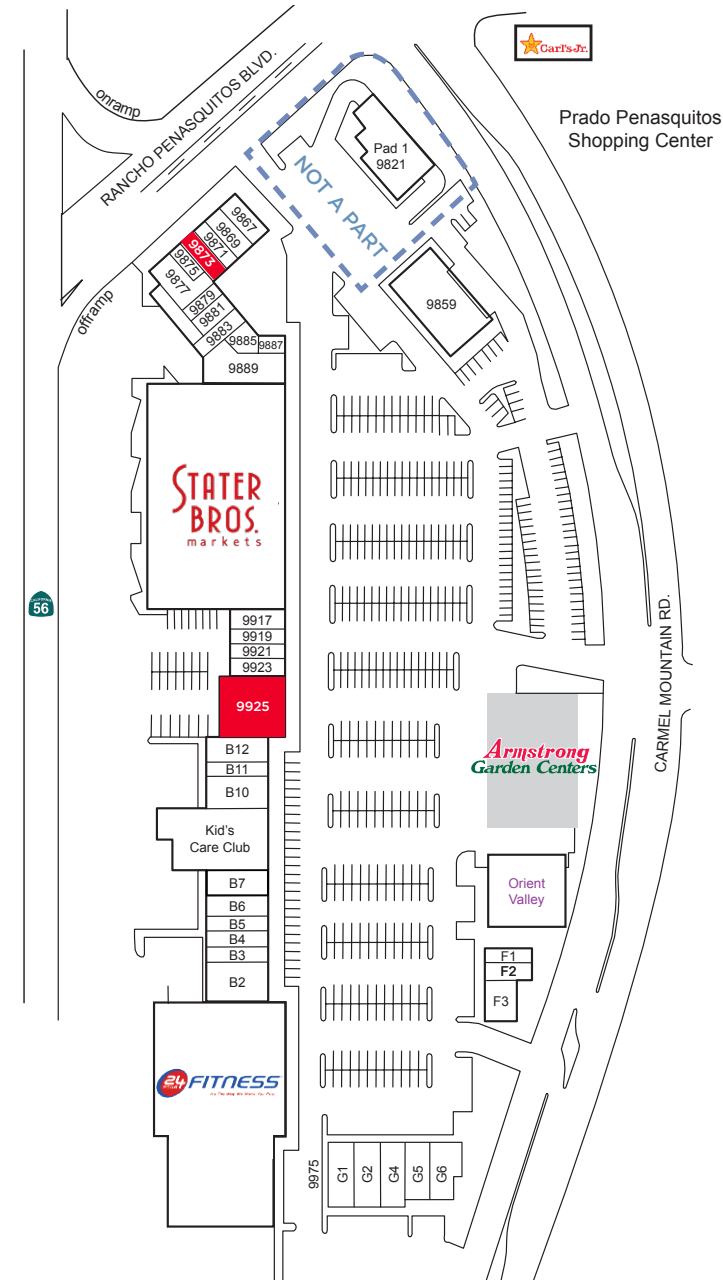 Carl's Jr.
Prado Penasquitos
Shopping Center
onramp
RANCHO PENASQUITOS BLVD.
Pad 1
9821
NOT A PART
9859
9867
9869
9871
9873
9875
9877
9879
9881
9883
9885
9887
9889
offramp
STATER
BROS.
markets
CALIFORNIA
56
9917
9919
9921
9923
9925
CARMEL MOUNTAIN RD.
Armstrong
Garden Centers
B12
B11
B10
Kid's
Care Club
B7
B6
B5
B4
B3
B2
Orient
Valley
F1
F2
F3
24
FITNESS
9975
G1
G2
G4
G5
G6